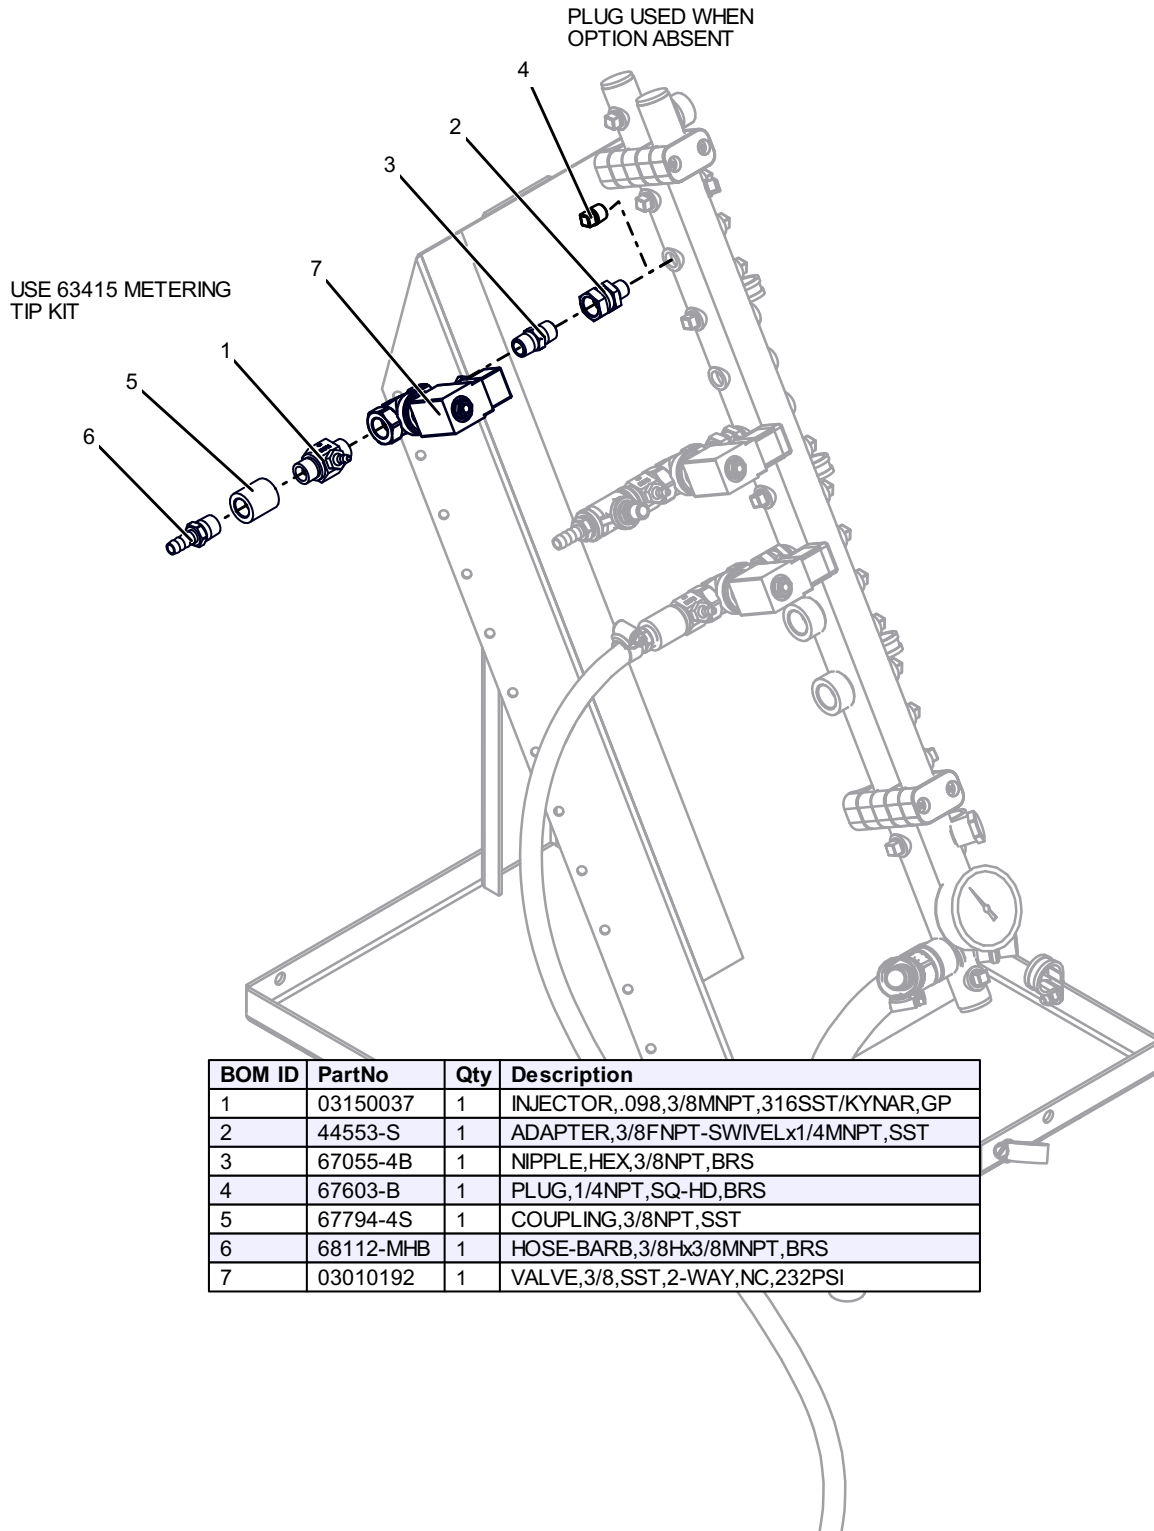 PLUG USED WHEN
OPTION ABSENT
4
2
3
7
USE 63415 METERING
TIP KIT
1
5
6
BOM ID PartNo Qty Description
1 03150037 1 INJECTOR,.098,3/8MNPT,316SST/KYNAR,GP
2 44553-S 1 ADAPTER,3/8FNPT-SWIVELx1/4MNPT,SST
3 67055-4B 1 NIPPLE,HEX,3/8NPT,BRS
4 67603-B 1 PLUG,1/4NPT,SQ-HD,BRS
5 67794-4S 1 COUPLING,3/8NPT,SST
6 68112-MHB 1 HOSE-BARB,3/8Hx3/8MNPT,BRS
7 03010192 1 VALVE,3/8,SST,2-WAY,NC,232PSI